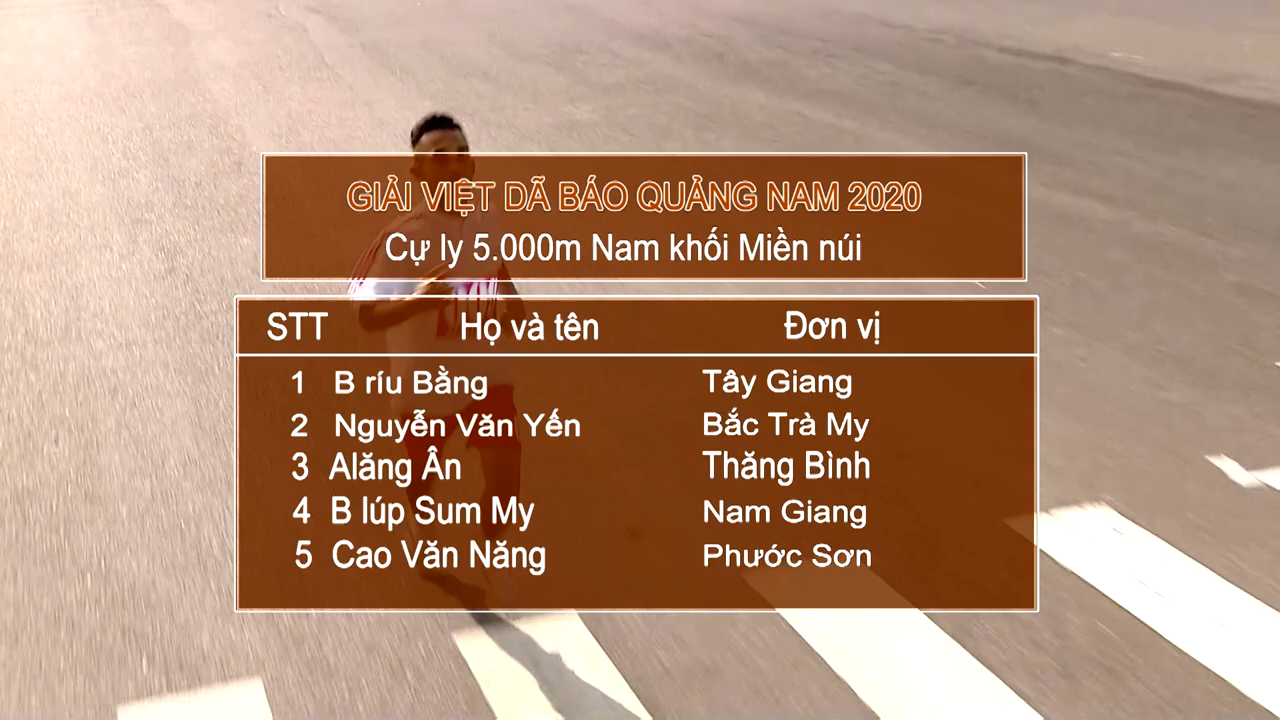 GIẢI VIỆT DÃ BÁO QUẢNG NAM 2020
Cự ly 5.000m Nam khối Miền núi
STT Họ và tên Đơn vị
1 B ríu Bằng Tây Giang
2 Nguyễn Văn Yến Bắc Trà My
3 Alăng Ân Thăng Bình
4 B lúp Sum My Nam Giang
5 Cao Văn Năng Phước Sơn